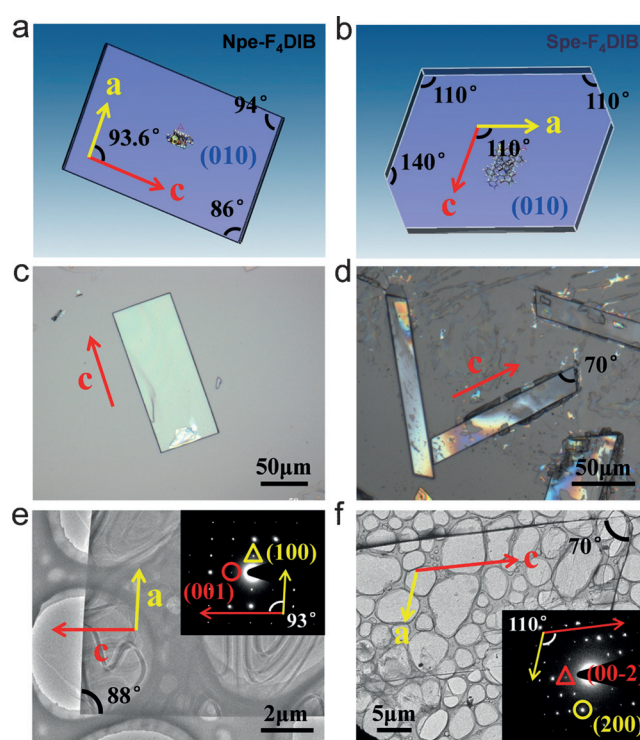 a
Npe-F₄DIB
94°
a
93.6°
(010)
c
86°
b
Spe-F₄DIB
110°
110°
a
140°
110°
c
(010)
c
c
50μm
d
c
70°
50μm
e
(100)
(001)
93°
a
c
88°
2μm
f
70°
c
a
110°
(00-2
(200)
5μm